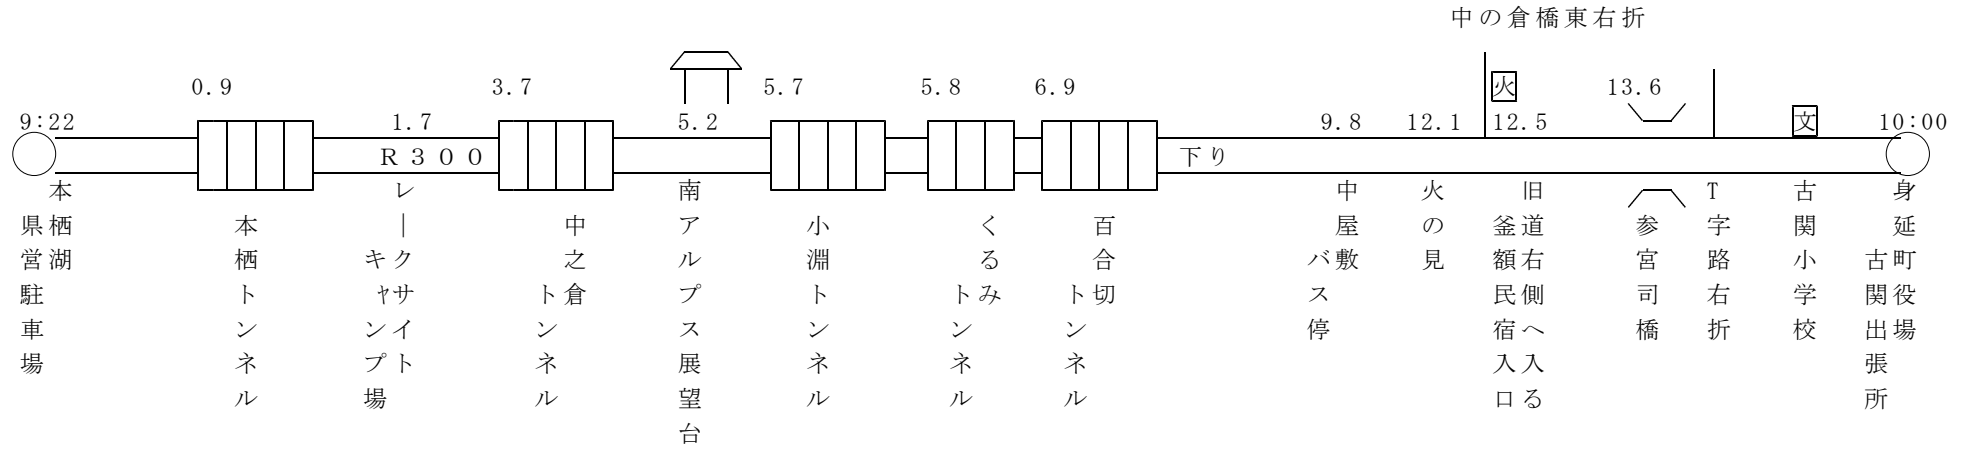 中の倉橋東右折
0.9
3.7
5.7
5.8
6.9
火
13.6
9:22
1.7
5.2
9.8
12.1
12.5
文
10:00
R300
下り
本栖湖
県営駐車場
本栖トンネル
レークサイト
キャンプ場
中之倉
トンネル
南アルプス展望台
小淵トンネル
くるみ
トンネル
百合切
トンネル
中屋敷
バス停
火の見
旧道右側へ入る
釜額民宿入口
参宮司橋
T字路右折
古関小学校
身延町役場
古関出張所